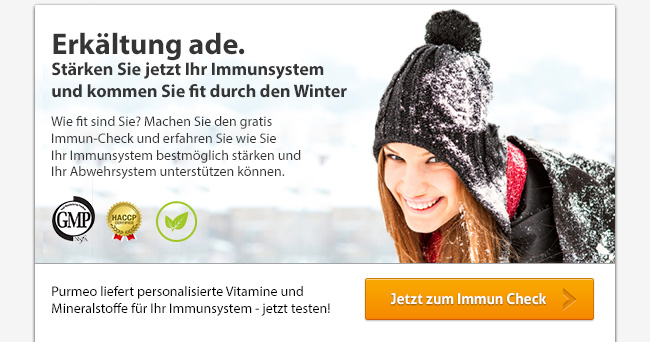 Erkältung ade.
Stärken Sie jetzt Ihr Immunsystem
und kommen Sie fit durch den Winter
Wie fit sind Sie? Machen Sie den gratis
Immun-Check und erfahren Sie wie Sie
Ihr Immunsystem bestmöglich stärken und
Ihr Abwehrsystem unterstützen können.
GMP
HACCP
CERTIFIED
Purmeo liefert personalisierte Vitamine und
Mineralstoffe für Ihr Immunsystem - jetzt testen!
Jetzt zum Immun Check